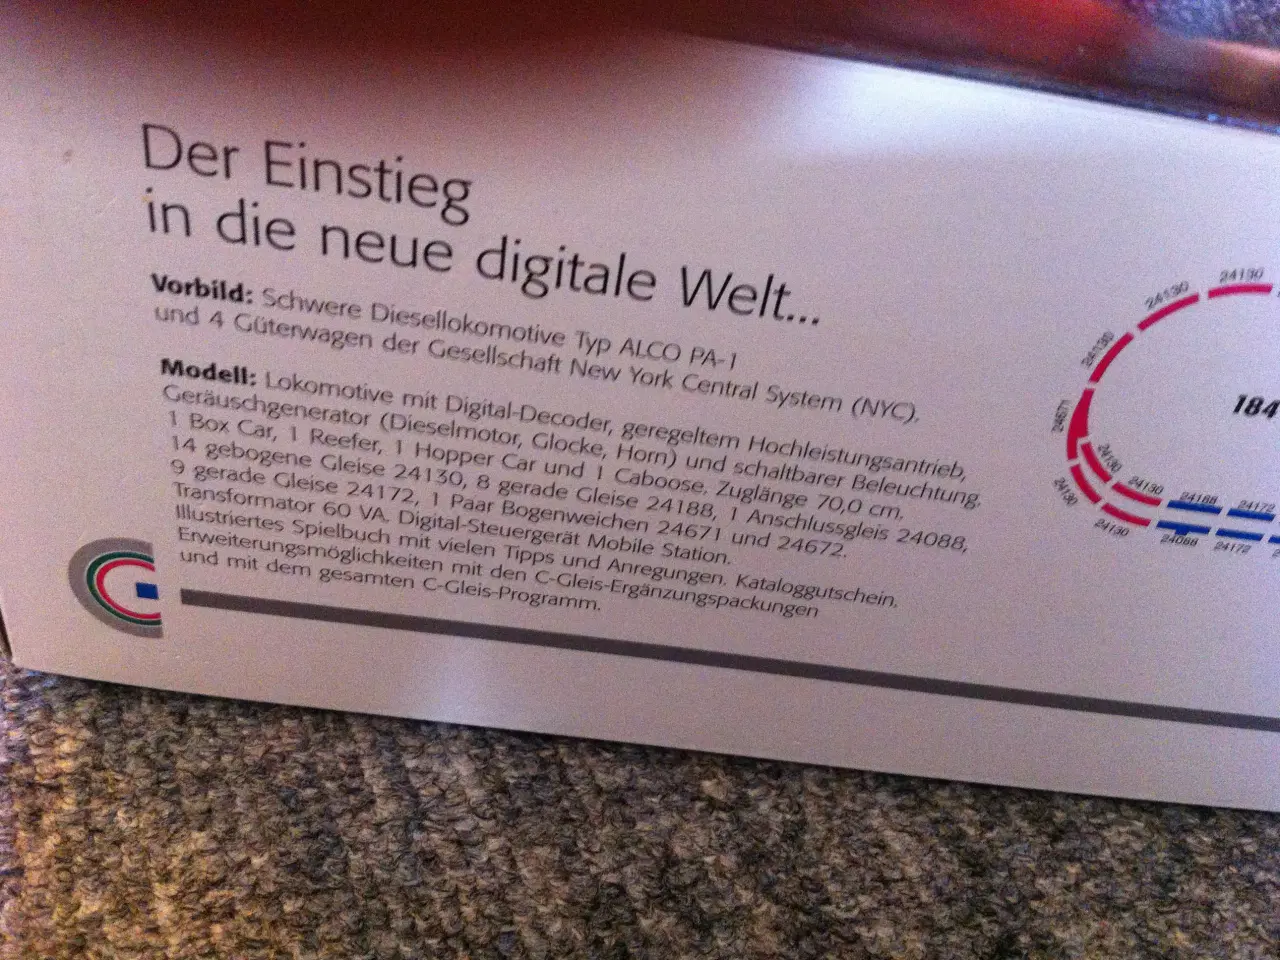 Der Einstieg
in die neue digitale Welt...
Vorbild: Schwere Diesellokomotive Typ ALCO PA-1
und 4 Güterwagen der Gesellschaft New York Central System (NYC).
Modell: Lokomotive mit Digital-Decoder, geregeltem Hochleistungsantrieb,
Geräuschgenerator (Dieselmotor, Glocke, Horn) und schaltbarer Beleuchtung.
1 Box Car, 1 Reefer, 1 Hopper Car und 1 Caboose. Zuglänge 70,0 cm.
14 gebogene Gleise 24130, 8 gerade Gleise 24188, 1 Anschlussgleis 24088,
9 gerade Gleise 24172, 1 Paar Bogenweichen 24671 und 24672.
Transformator 60 VA. Digital-Steuergerät Mobile Station.
Illustriertes Spielbuch mit vielen Tipps und Anregungen. Kataloggutschein.
Erweiterungsmöglichkeiten mit den C-Gleis-Ergänzungspackungen
und mit dem gesamten C-Gleis-Programm.
24130
24130
24130
24671
184
24130
24130
24130
24130
24188
24172
24088
24172